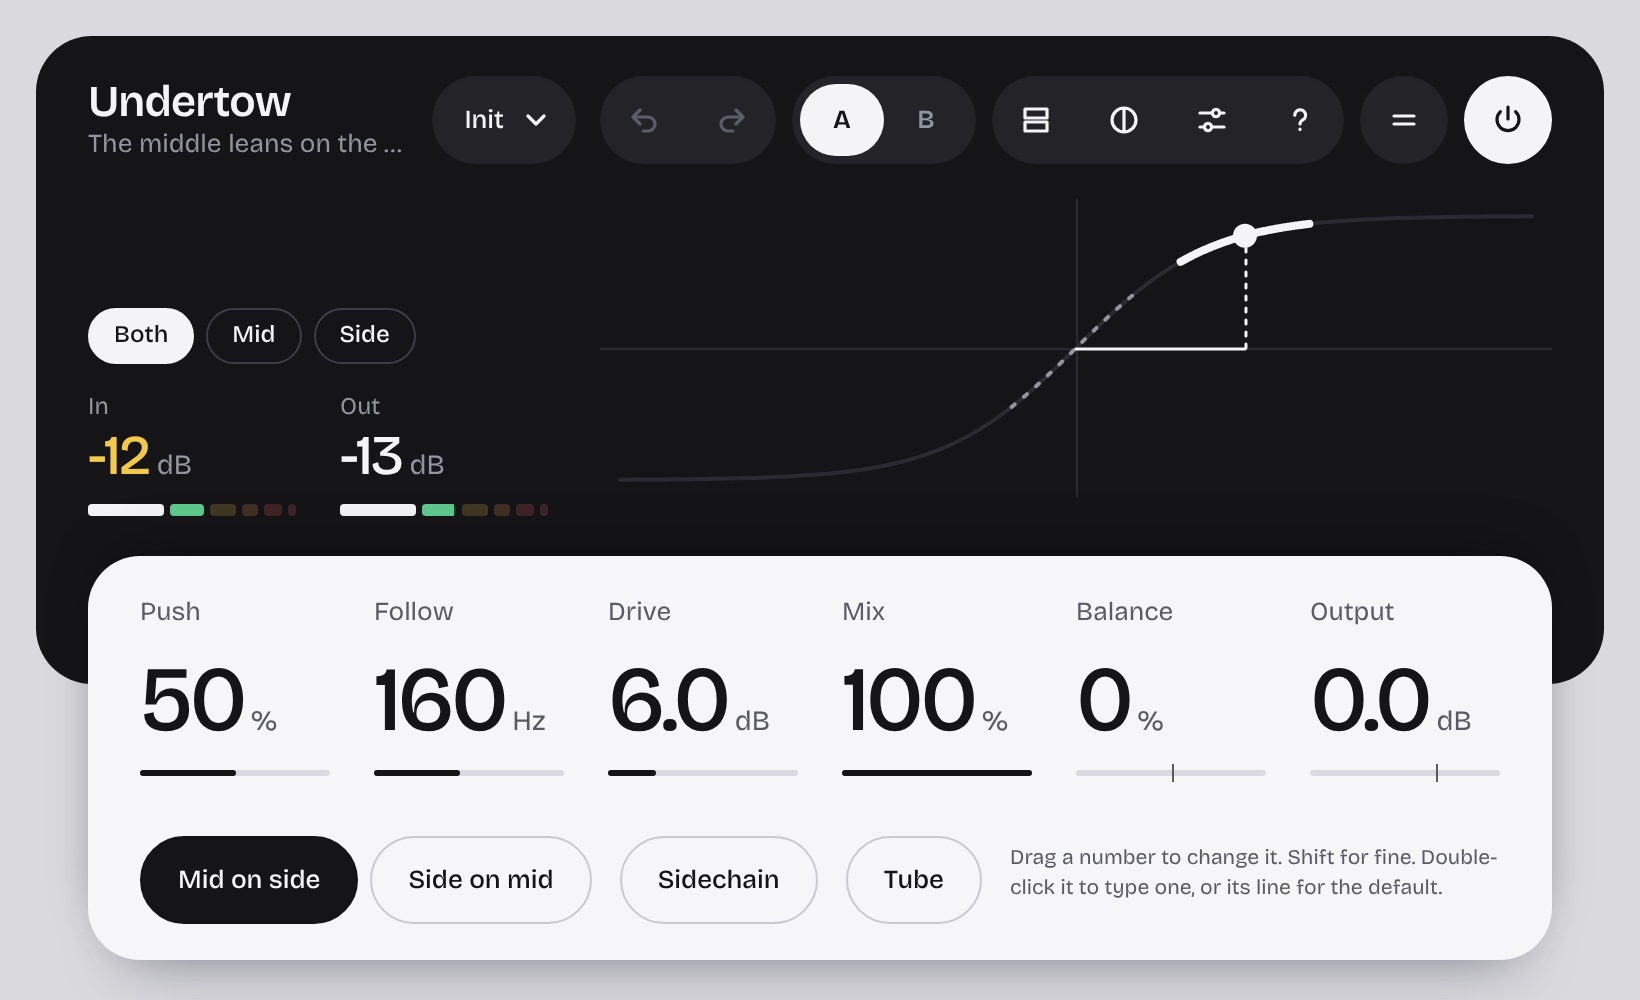 Undertow
The middle leans on the ...
Init
A
B
?
Both
Mid
Side
In
Out
-12 dB
-13 dB
Push
Follow
Drive
Mix
Balance
Output
50 %
160 Hz
6.0 dB
100 %
0 %
0.0 dB
Mid on side
Side on mid
Sidechain
Tube
Drag a number to change it. Shift for fine. Double-
click it to type one, or its line for the default.